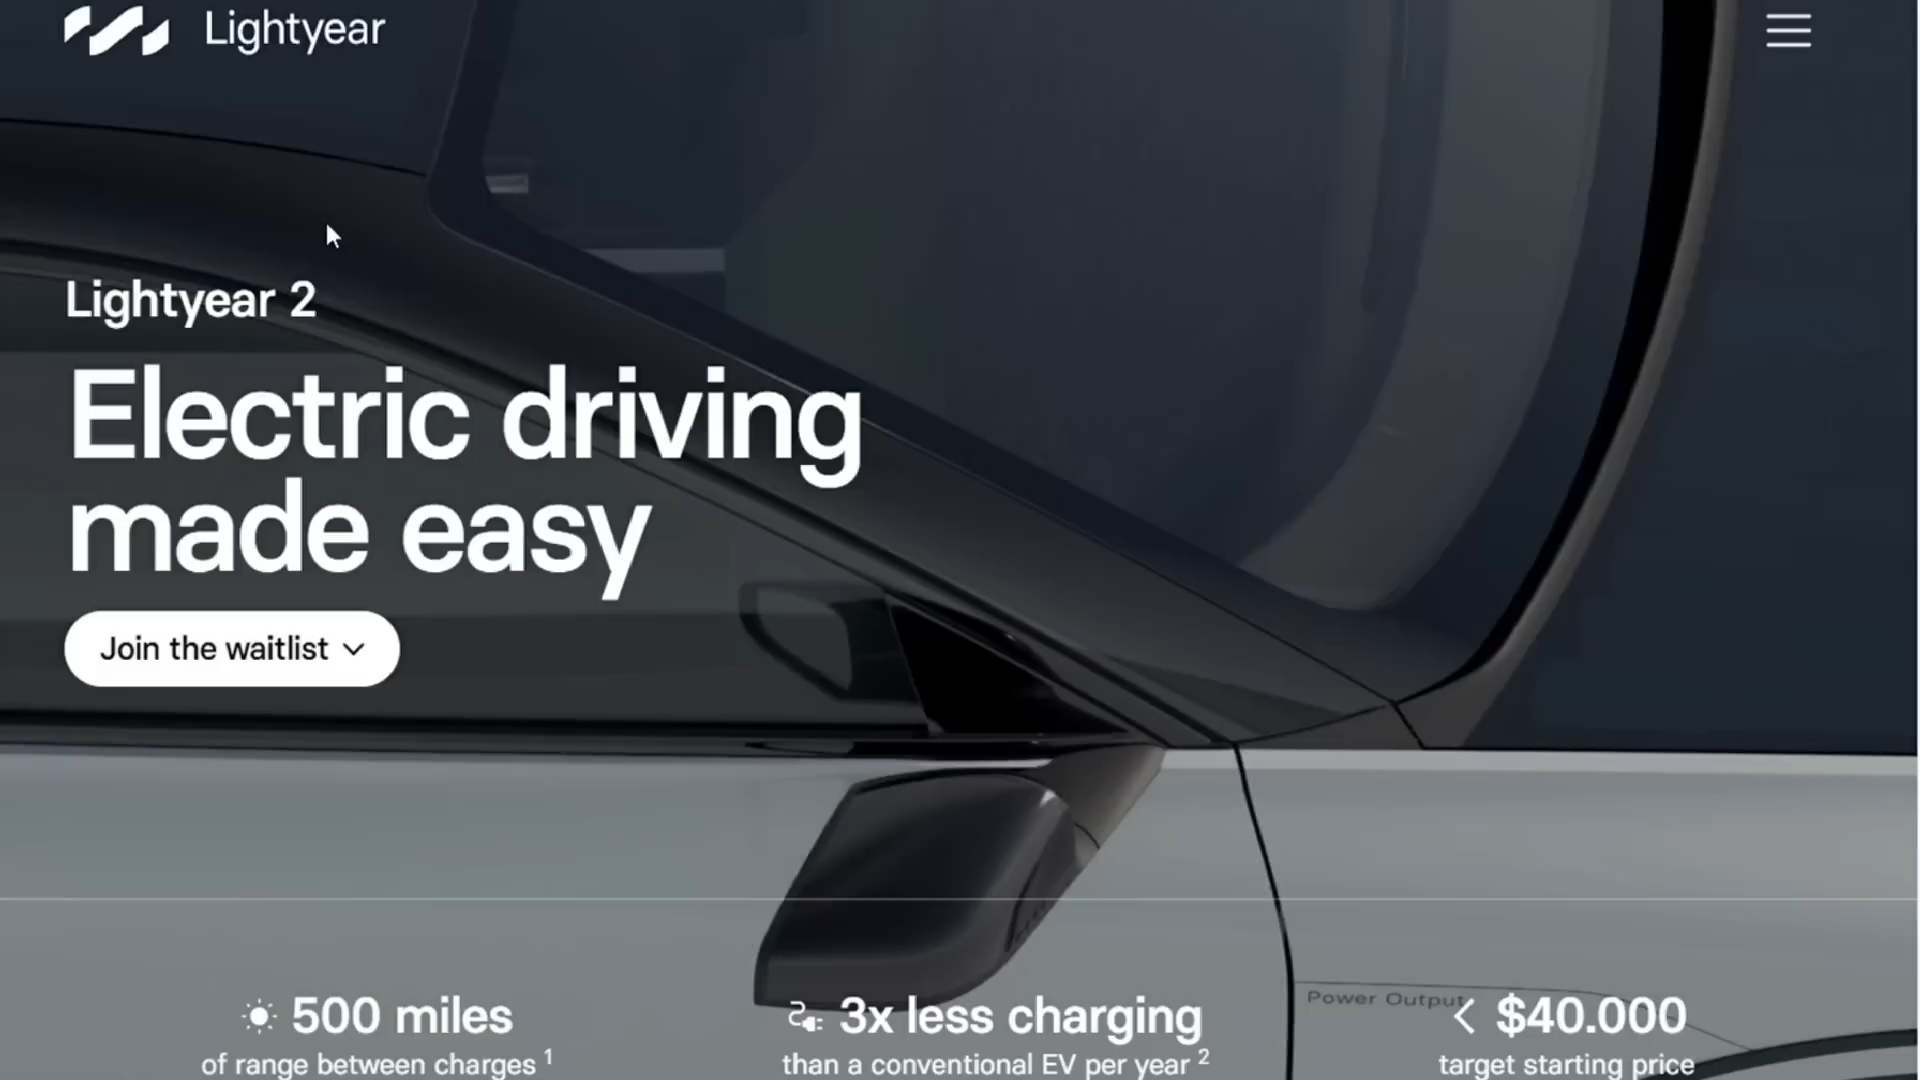 Lightyear
Lightyear 2
Electric driving
made easy
Join the waitlist
500 miles
of range between charges 1
3x less charging
than a conventional EV per year 2
Power Output
< $40.000
target starting price